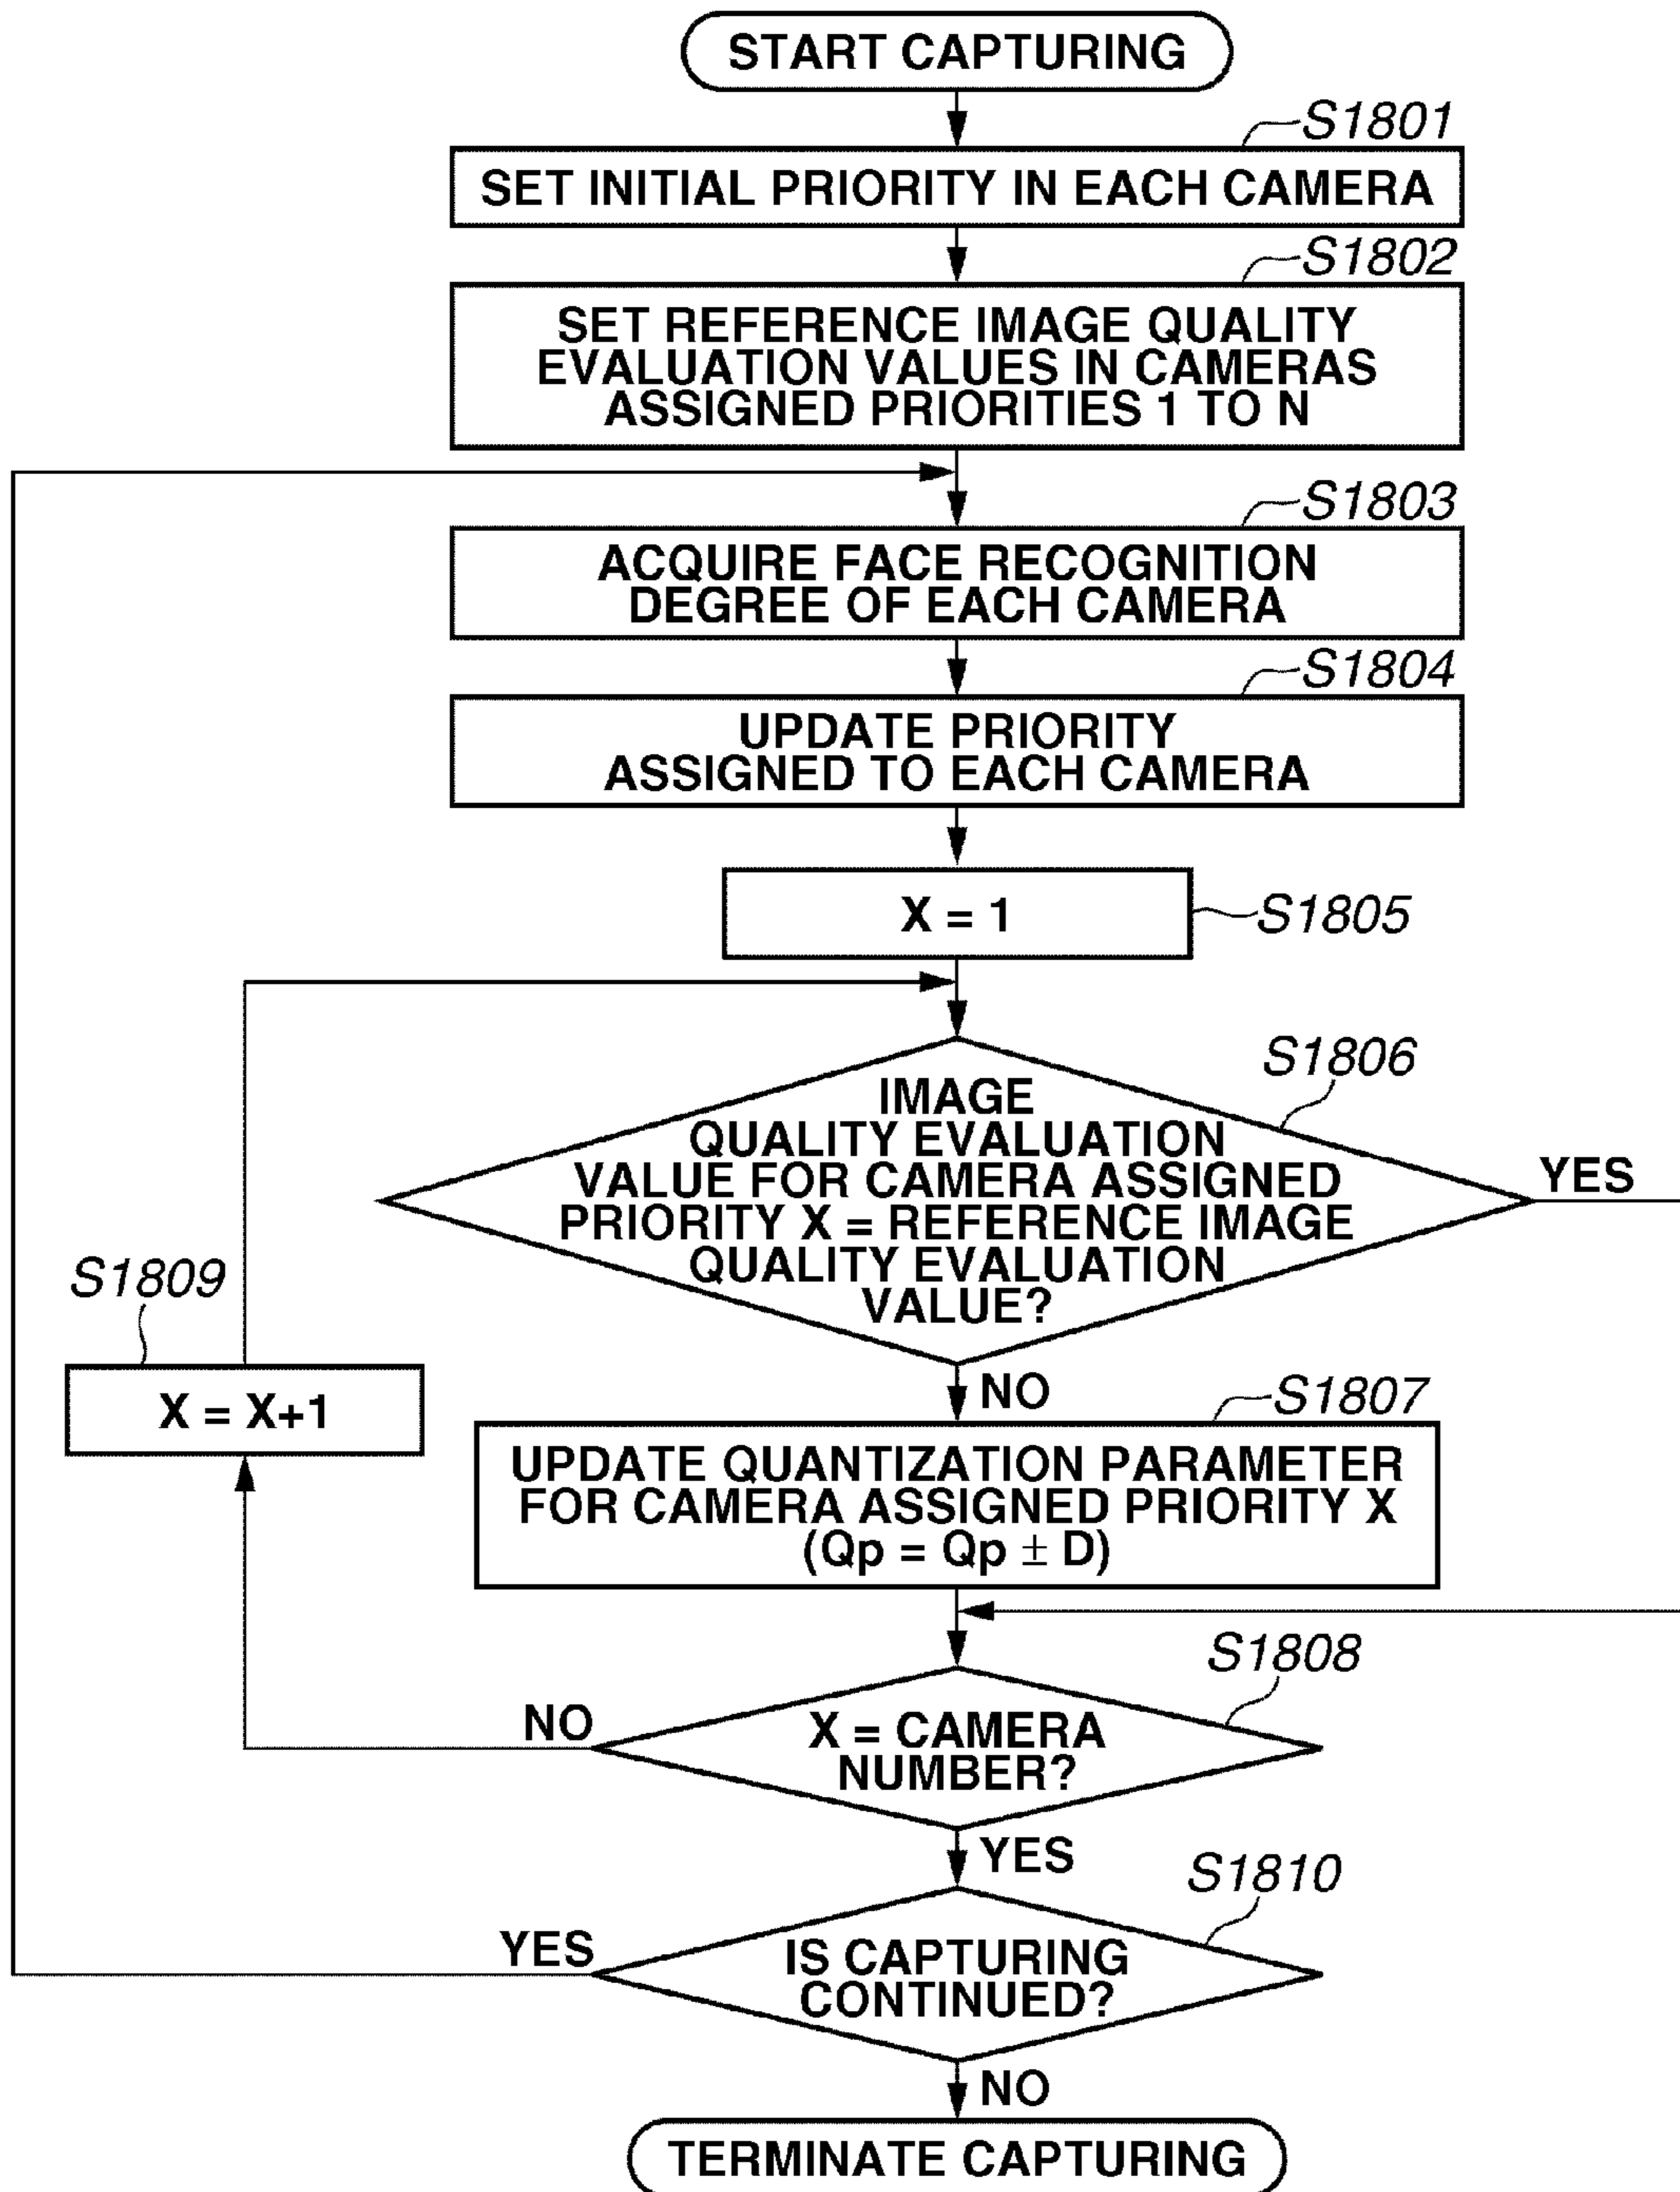 START CAPTURING
S1801
SET INITIAL PRIORITY IN EACH CAMERA
S1802
SET REFERENCE IMAGE QUALITY
EVALUATION VALUES IN CAMERAS
ASSIGNED PRIORITIES 1 TO N
S1803
ACQUIRE FACE RECOGNITION
DEGREE OF EACH CAMERA
S1804
UPDATE PRIORITY
ASSIGNED TO EACH CAMERA
X = 1
S1805
S1806
IMAGE
QUALITY EVALUATION
VALUE FOR CAMERA ASSIGNED
PRIORITY X = REFERENCE IMAGE
QUALITY EVALUATION
VALUE?
YES
S1809
X = X+1
NO
S1807
UPDATE QUANTIZATION PARAMETER
FOR CAMERA ASSIGNED PRIORITY X
(Qp = Qp ± D)
S1808
NO
X = CAMERA
NUMBER?
YES
S1810
YES
IS CAPTURING
CONTINUED?
NO
TERMINATE CAPTURING